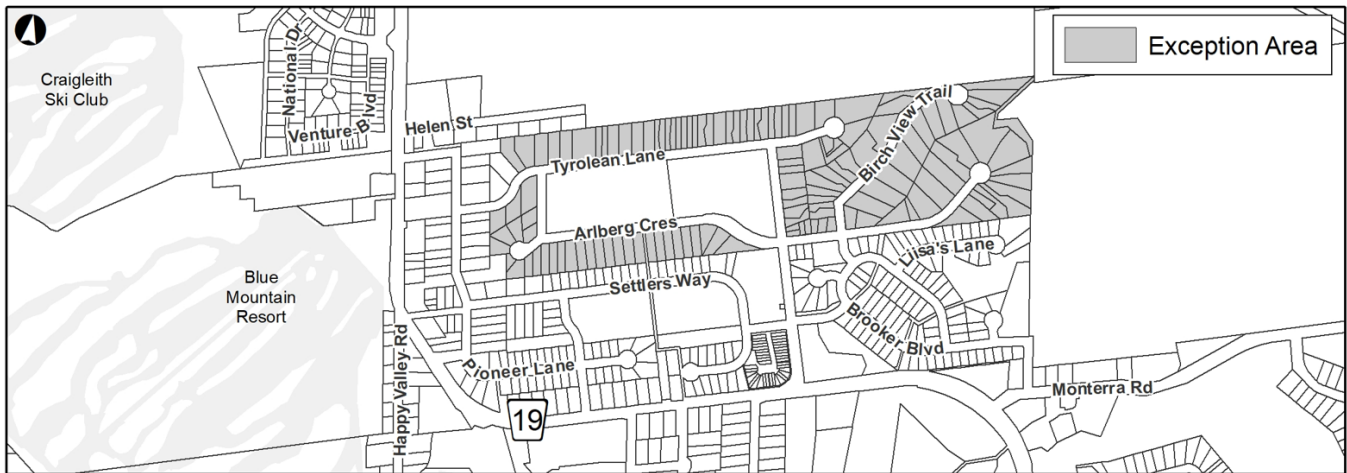 Exception Area
Craigleith
Ski Club
National Dr
Venture Blvd
Helen St
Tyrolean Lane
Birch View Trail
Arlberg Cres
Liisa's Lane
Settlers Way
Blue
Mountain
Resort
Brooker Blvd
Happy Valley Rd
Pioneer Lane
Monterra Rd
19